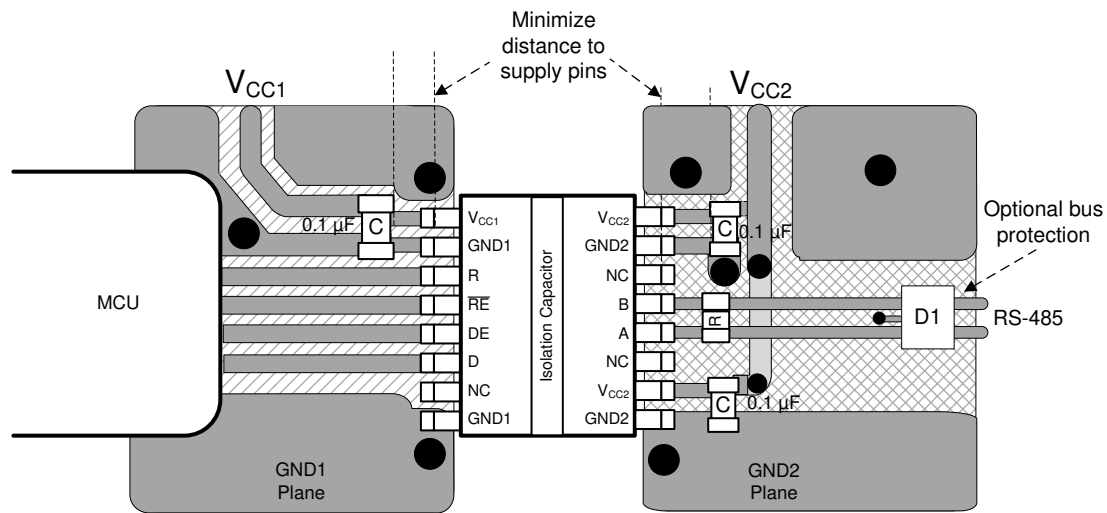 Minimize
distance to
supply pins
VCC1
VCC2
0.1 µF
C
C
0.1 µF
Optional bus
protection
MCU
VCC1
GND1
R
RE
DE
D
NC
GND1
Isolation Capacitor
VCC2
GND2
NC
B
A
NC
VCC2
GND2
R
D1
RS-485
C
0.1 µF
GND1
Plane
GND2
Plane